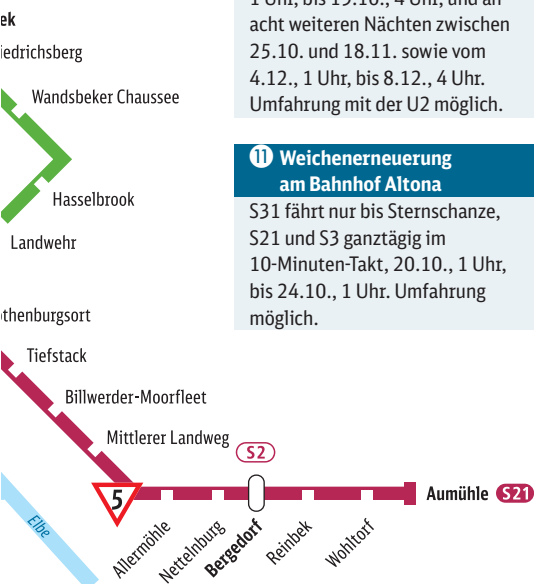 acht weiteren Nächten zwischen
25.10. und 18.11. sowie vom
4.12., 1 Uhr, bis 8.12., 4 Uhr.
Umfahrung mit der U2 möglich.
11 Weichenerneuerung
am Bahnhof Altona
S31 fährt nur bis Sternschanze,
S21 und S3 ganztägig im
10-Minuten-Takt, 20.10., 1 Uhr,
bis 24.10., 1 Uhr. Umfahrung
möglich.
ek
iedrichsberg
Wandsbeker Chaussee
Hasselbrook
Landwehr
thenburgsort
Tiefstack
Billwerder-Moorfleet
Mittlerer Landweg
S2
5
Aumühle S21
Elbe
Allermöhle
Nettelnburg
Bergedorf
Reinbek
Wohltorf